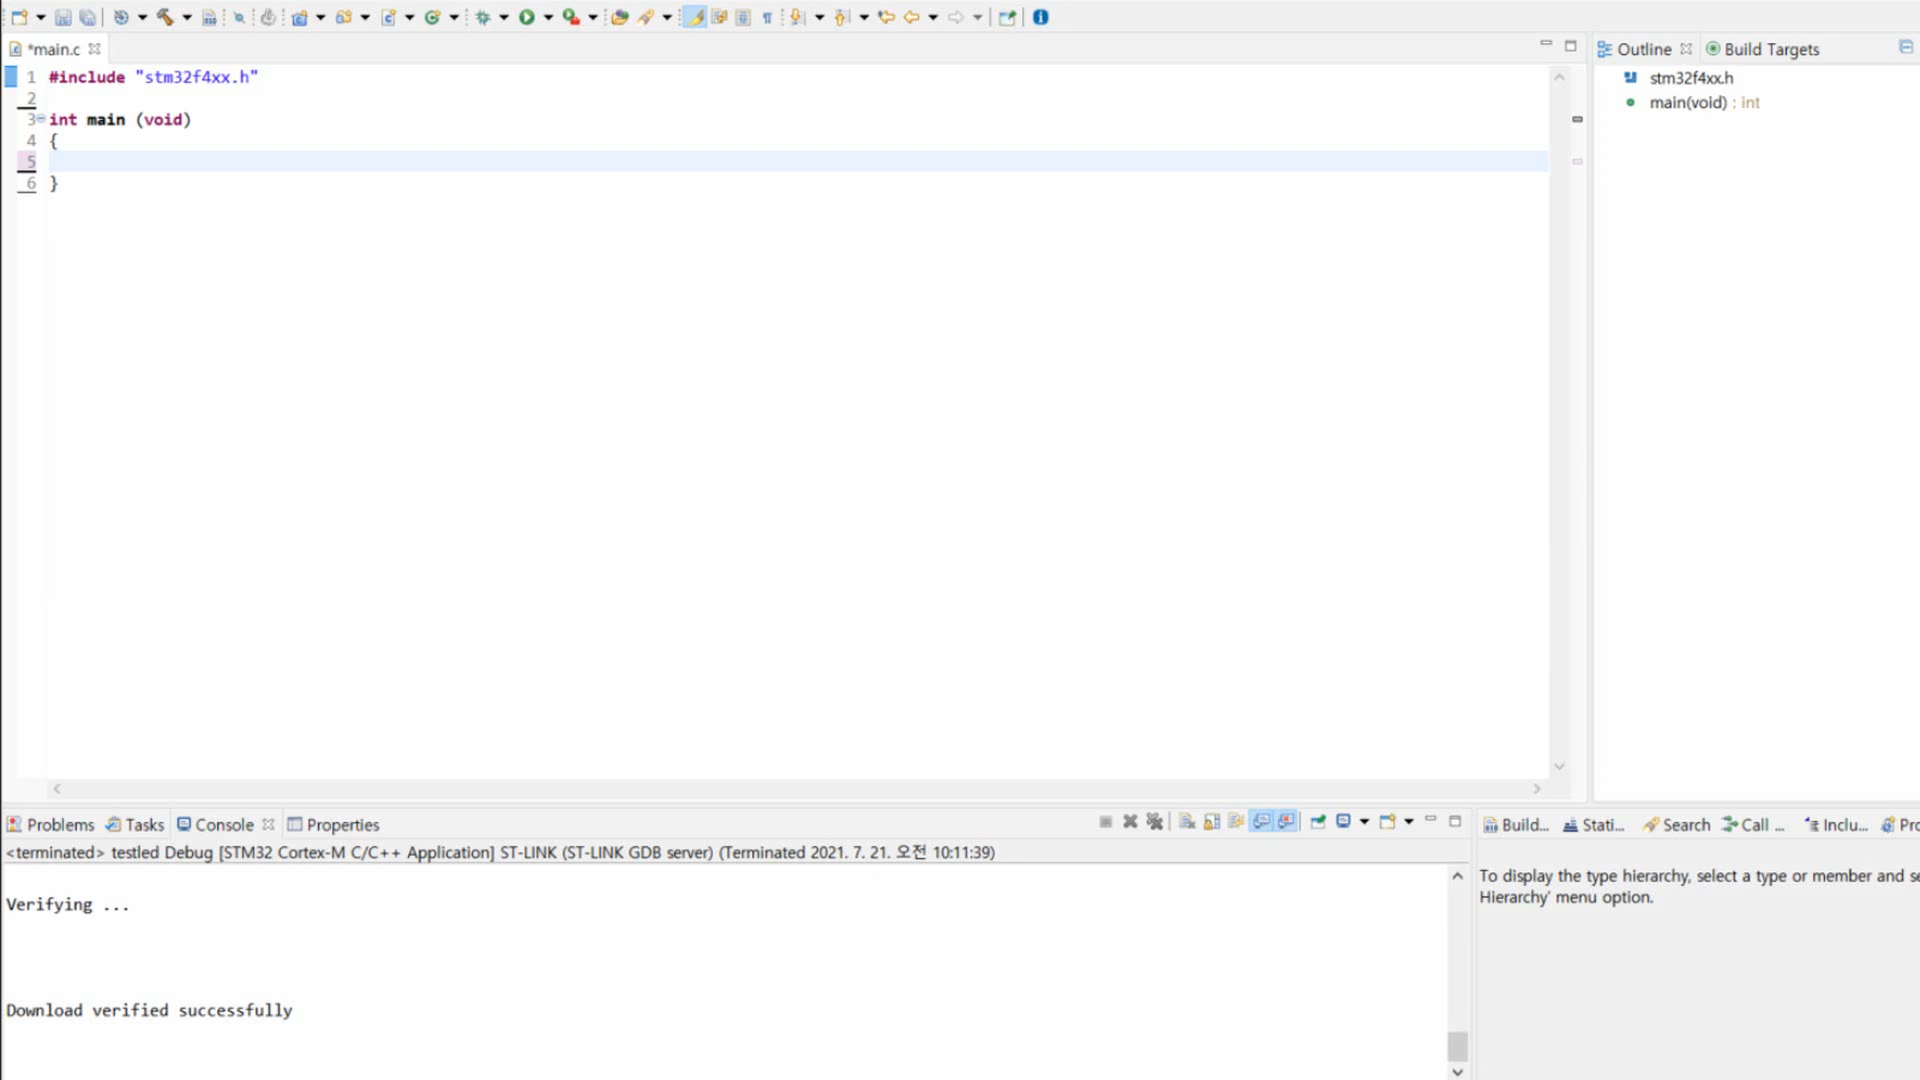 *main.c
Outline
Build Targets
1 #include "stm32f4xx.h"
2
3 int main (void)
4 {
5
6 }
stm32f4xx.h
main(void) : int
Problems Tasks Console Properties
<terminated> testled Debug [STM32 Cortex-M C/C++ Application] ST-LINK (ST-LINK GDB server) (Terminated 2021. 7. 21. 오전 10:11:39)
Verifying ...
Download verified successfully
Build... Stati... Search Call ... Inclu... Pro
To display the type hierarchy, select a type or member and se
Hierarchy' menu option.